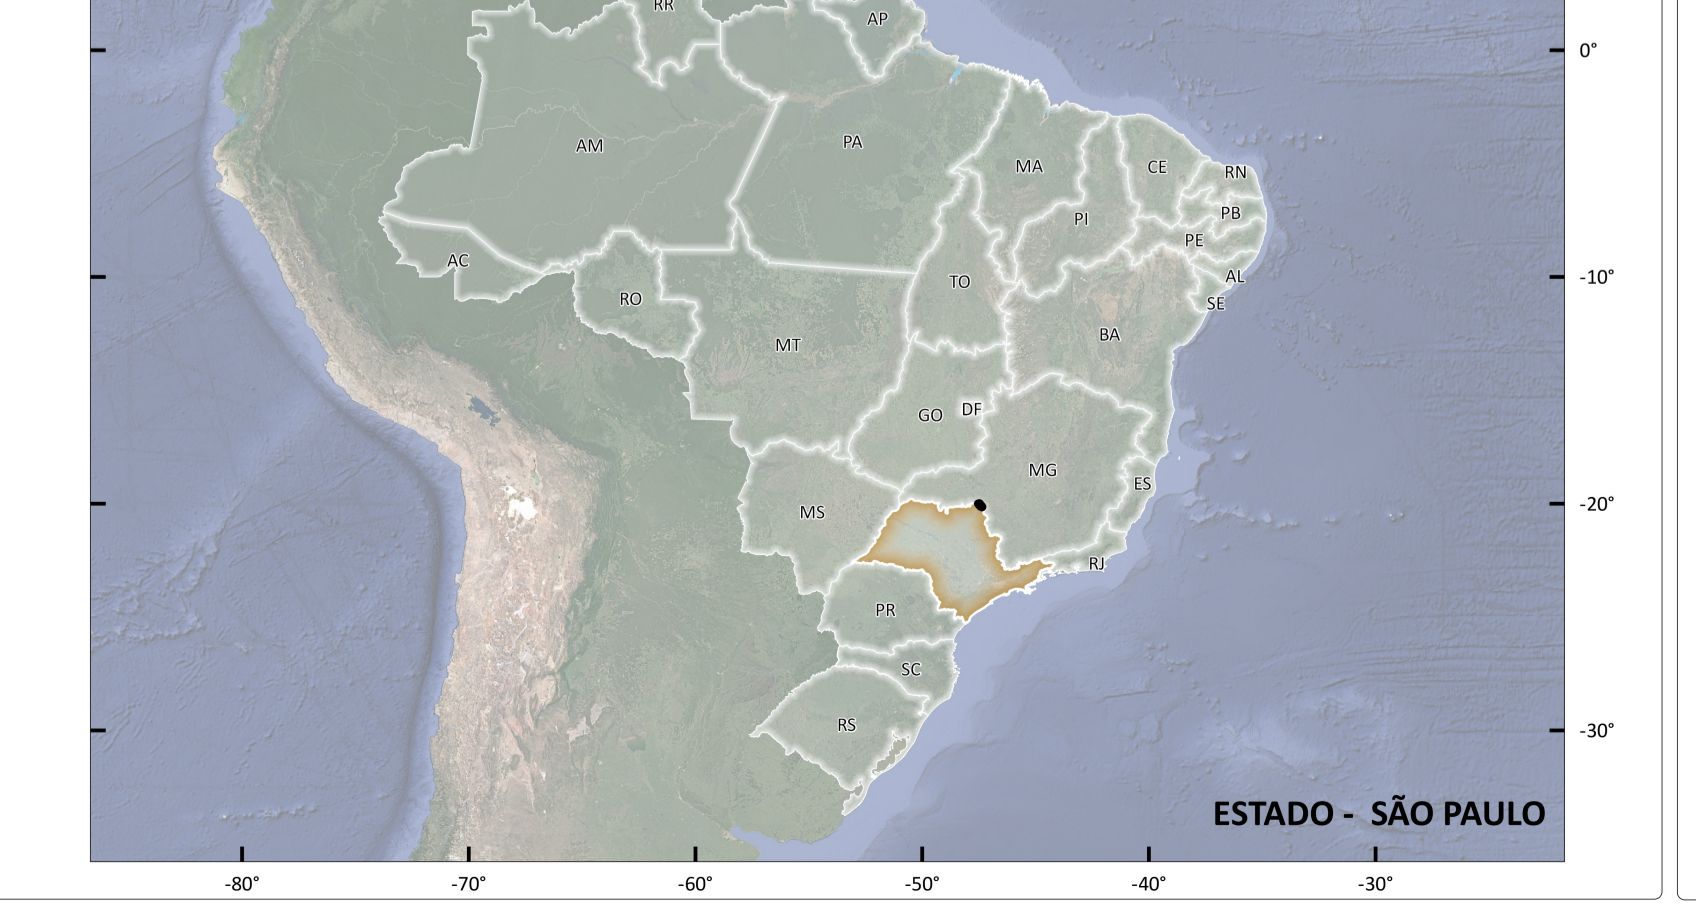 RR
AP
0°
AM
PA
MA
CE
RN
PI
PB
PE
AC
TO
AL
-10°
RO
SE
MT
BA
GO
DF
MG
ES
MS
-20°
RJ
PR
SC
RS
-30°
ESTADO - SÃO PAULO
-80°
-70°
-60°
-50°
-40°
-30°